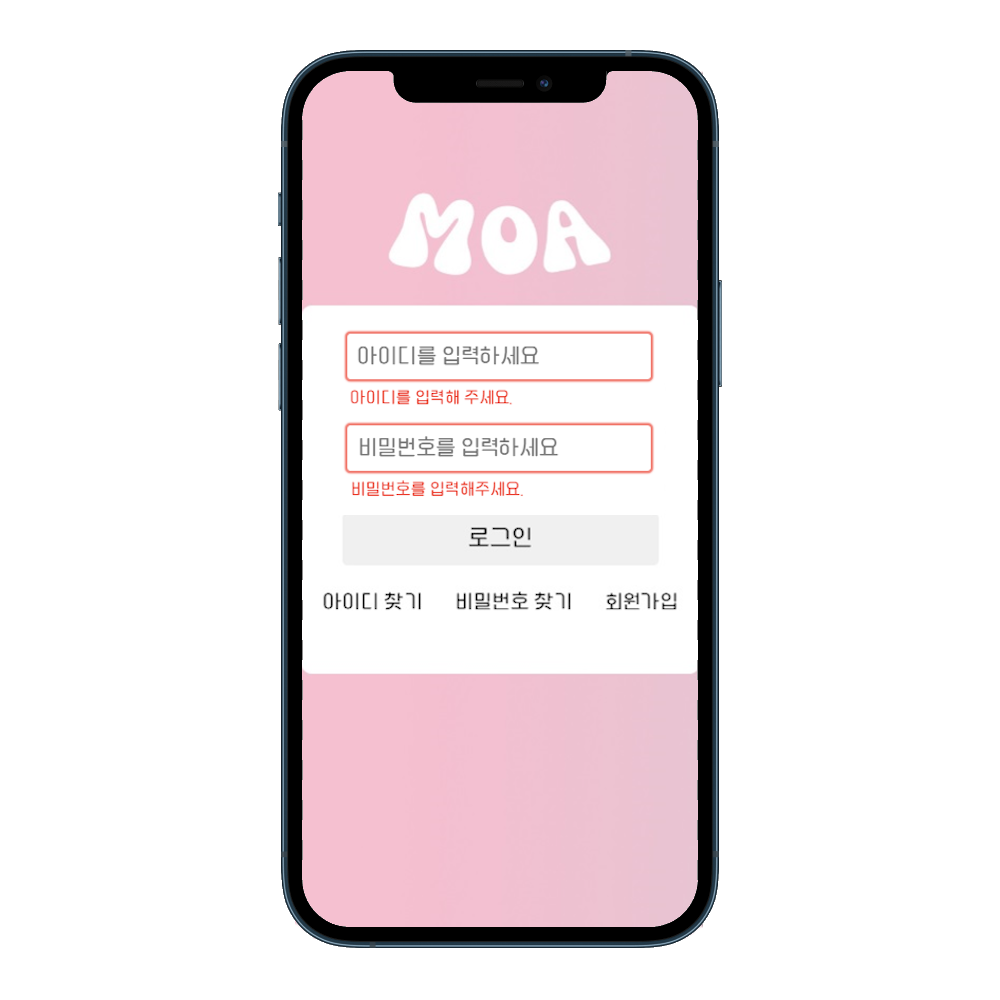 MOA
아이디를 입력하세요
아이디를 입력해 주세요.
비밀번호를 입력하세요
비밀번호를 입력해주세요.
로그인
아이디 찾기 비밀번호 찾기 회원가입